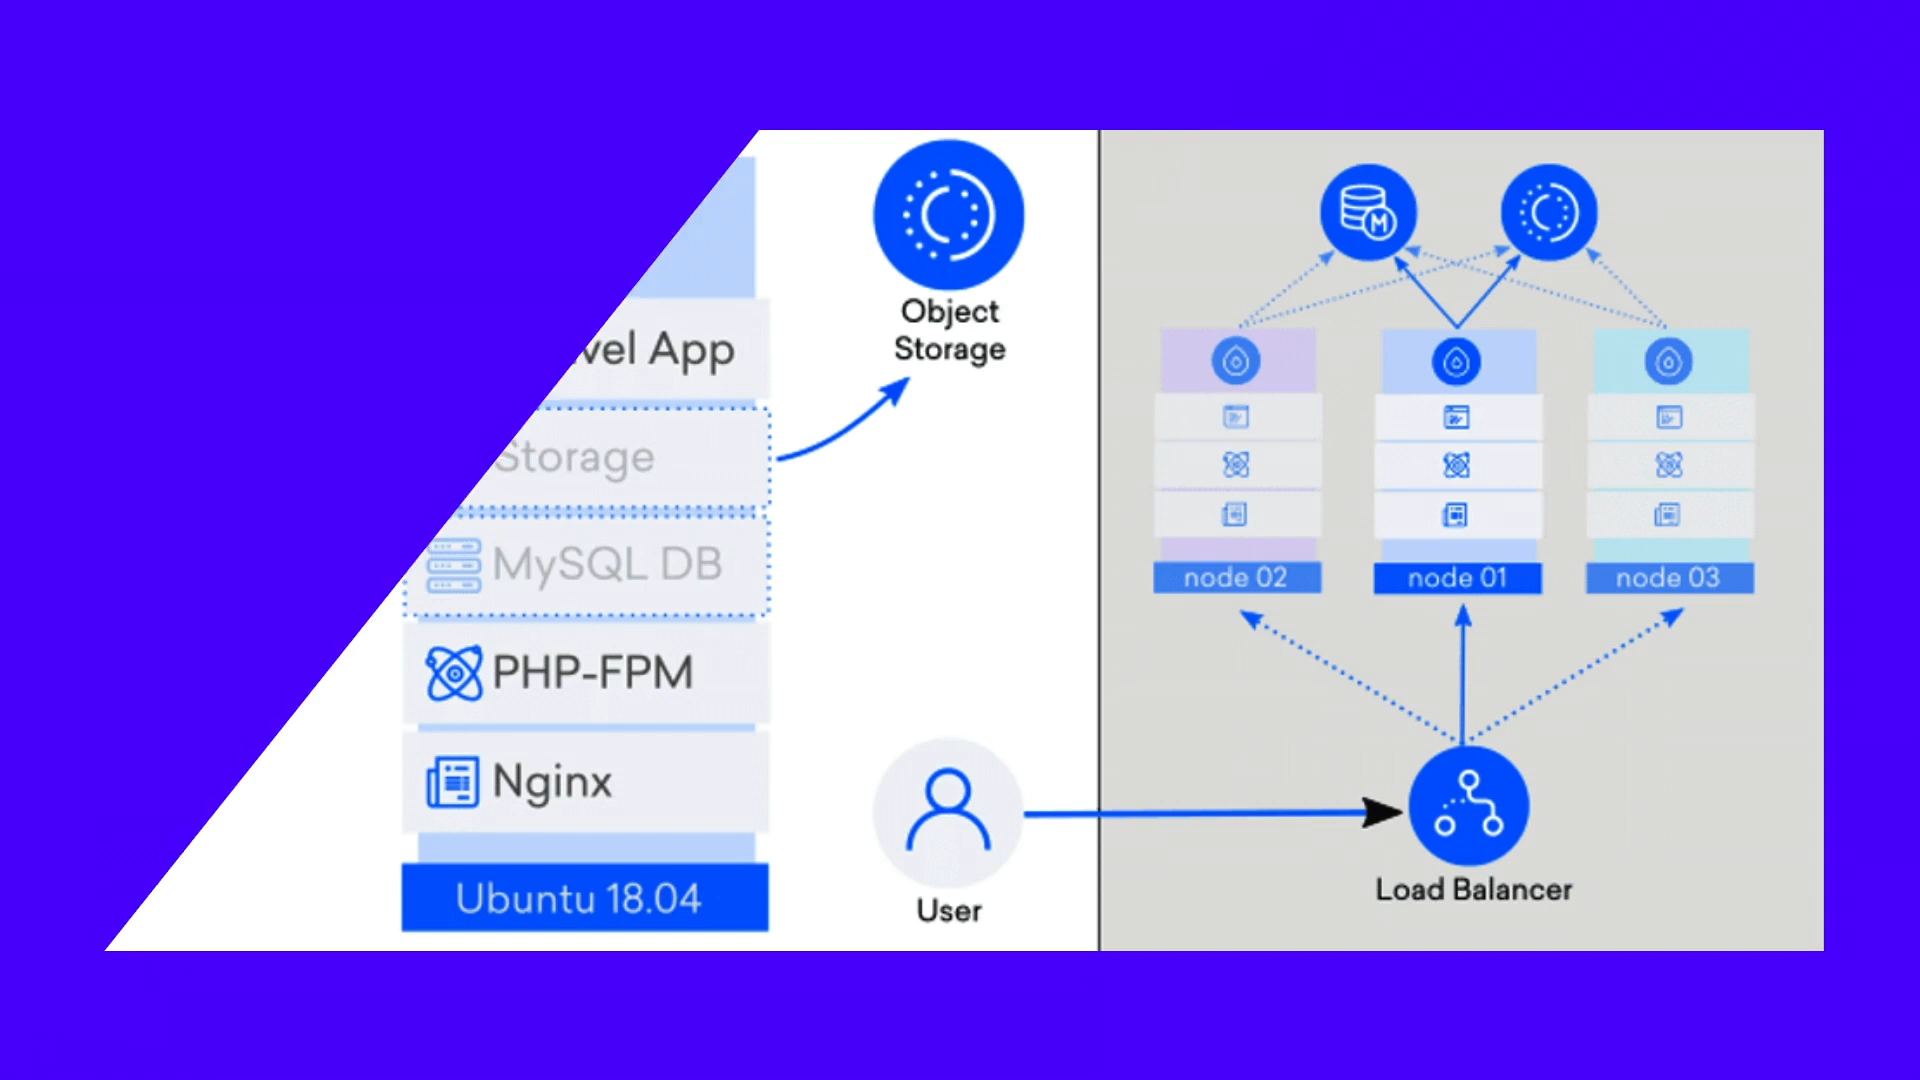 vel App
Storage
MySQL DB
PHP-FPM
Nginx
Ubuntu 18.04
Object
Storage
User
M
node 02
node 01
node 03
Load Balancer